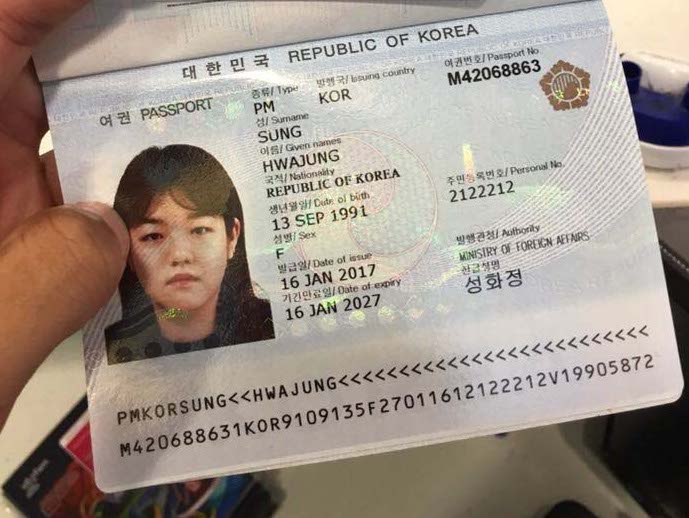 대한민국 REPUBLIC OF KOREA
여권 PASSPORT
종류/ Type
PM
발행국/ Issuing country
KOR
여권번호/ Passport No.
M42068863
성/ Surname
SUNG
이름/ Given names
HWAJUNG
국적/ Nationality
REPUBLIC OF KOREA
생년월일/ Date of birth
13 SEP 1991
주민등록번호/ Personal No.
2122212
성별/ Sex
F
발급일/ Date of issue
16 JAN 2017
발행관청/ Authority
MINISTRY OF FOREIGN AFFAIRS
기간만료일/ Date of expiry
16 JAN 2027
한글성명
성화정
PMKORSUNG<<HWAJUNG<<<<<<<<<<<<<<<<<<<<<<<<<<
M420688631KOR9109135F27011612122212V19905872